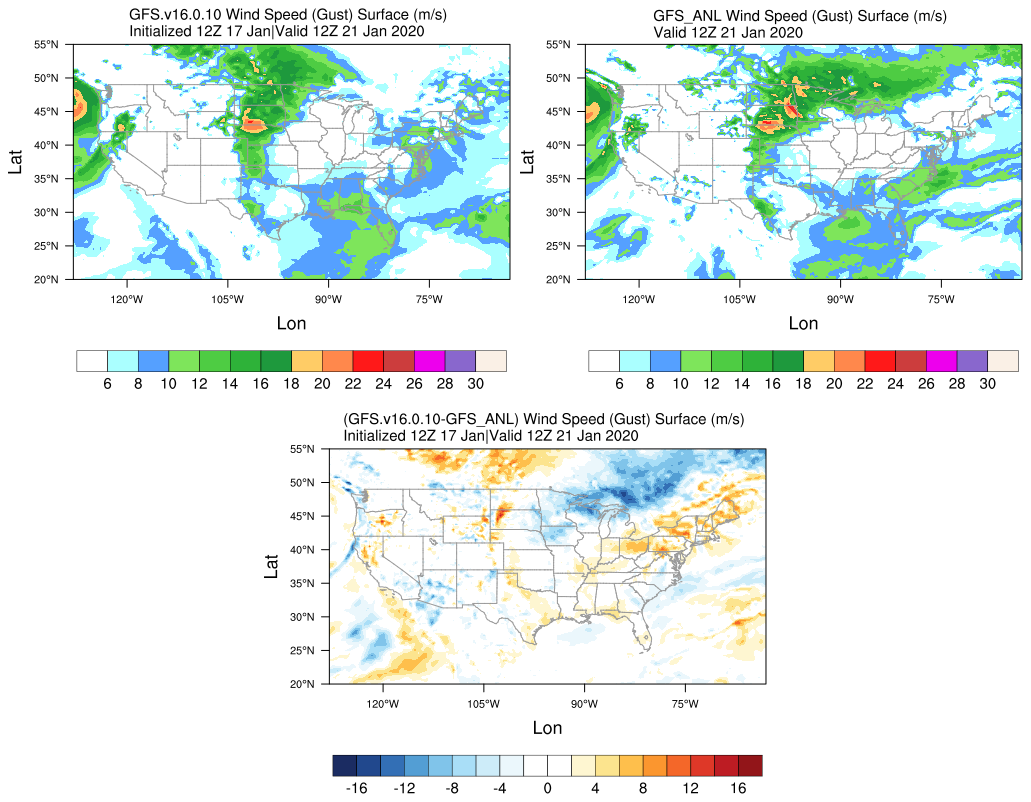 GFS.v16.0.10 Wind Speed (Gust) Surface (m/s)
Initialized 12Z 17 Jan|Valid 12Z 21 Jan 2020
55°N
50°N
45°N
40°N
35°N
30°N
25°N
20°N
Lat
120°W 105°W 90°W 75°W
Lon
6 8 10 12 14 16 18 20 22 24 26 28 30
GFS_ANL Wind Speed (Gust) Surface (m/s)
Valid 12Z 21 Jan 2020
55°N
50°N
45°N
40°N
35°N
30°N
25°N
20°N
Lat
120°W 105°W 90°W 75°W
Lon
6 8 10 12 14 16 18 20 22 24 26 28 30
(GFS.v16.0.10-GFS_ANL) Wind Speed (Gust) Surface (m/s)
Initialized 12Z 17 Jan|Valid 12Z 21 Jan 2020
55°N
50°N
45°N
40°N
35°N
30°N
25°N
20°N
Lat
120°W 105°W 90°W 75°W
Lon
-16 -12 -8 -4 0 4 8 12 16